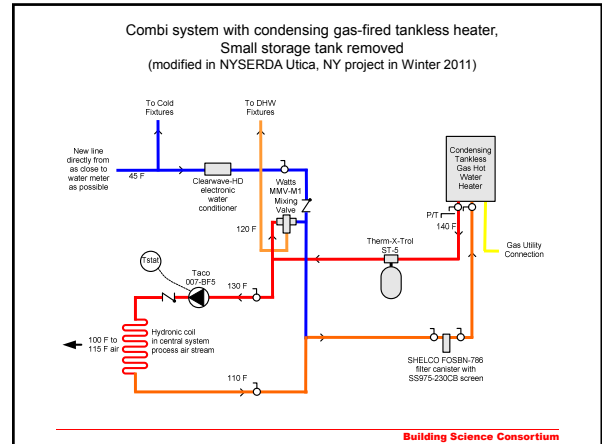 Combi system with condensing gas-fired tankless heater,
Small storage tank removed
(modified in NYSERDA Utica, NY project in Winter 2011)
To Cold
Fixtures
To DHW
Fixtures
New line
directly from
as close to
water meter
as possible
45 F
Clearwave-HD
electronic
water
conditioner
Watts
MMV-M1
Mixing
Valve
Condensing
Tankless
Gas Hot
Water
Heater
P/T
140 F
120 F
Therm-X-Trol
ST-5
Gas Utility
Connection
Tstat
Taco
007-BF5
130 F
100 F to
115 F air
Hydronic coil
in central system
process air stream
110 F
SHELCO FOSBN-786
filter canister with
SS975-230CB screen
Building Science Consortium